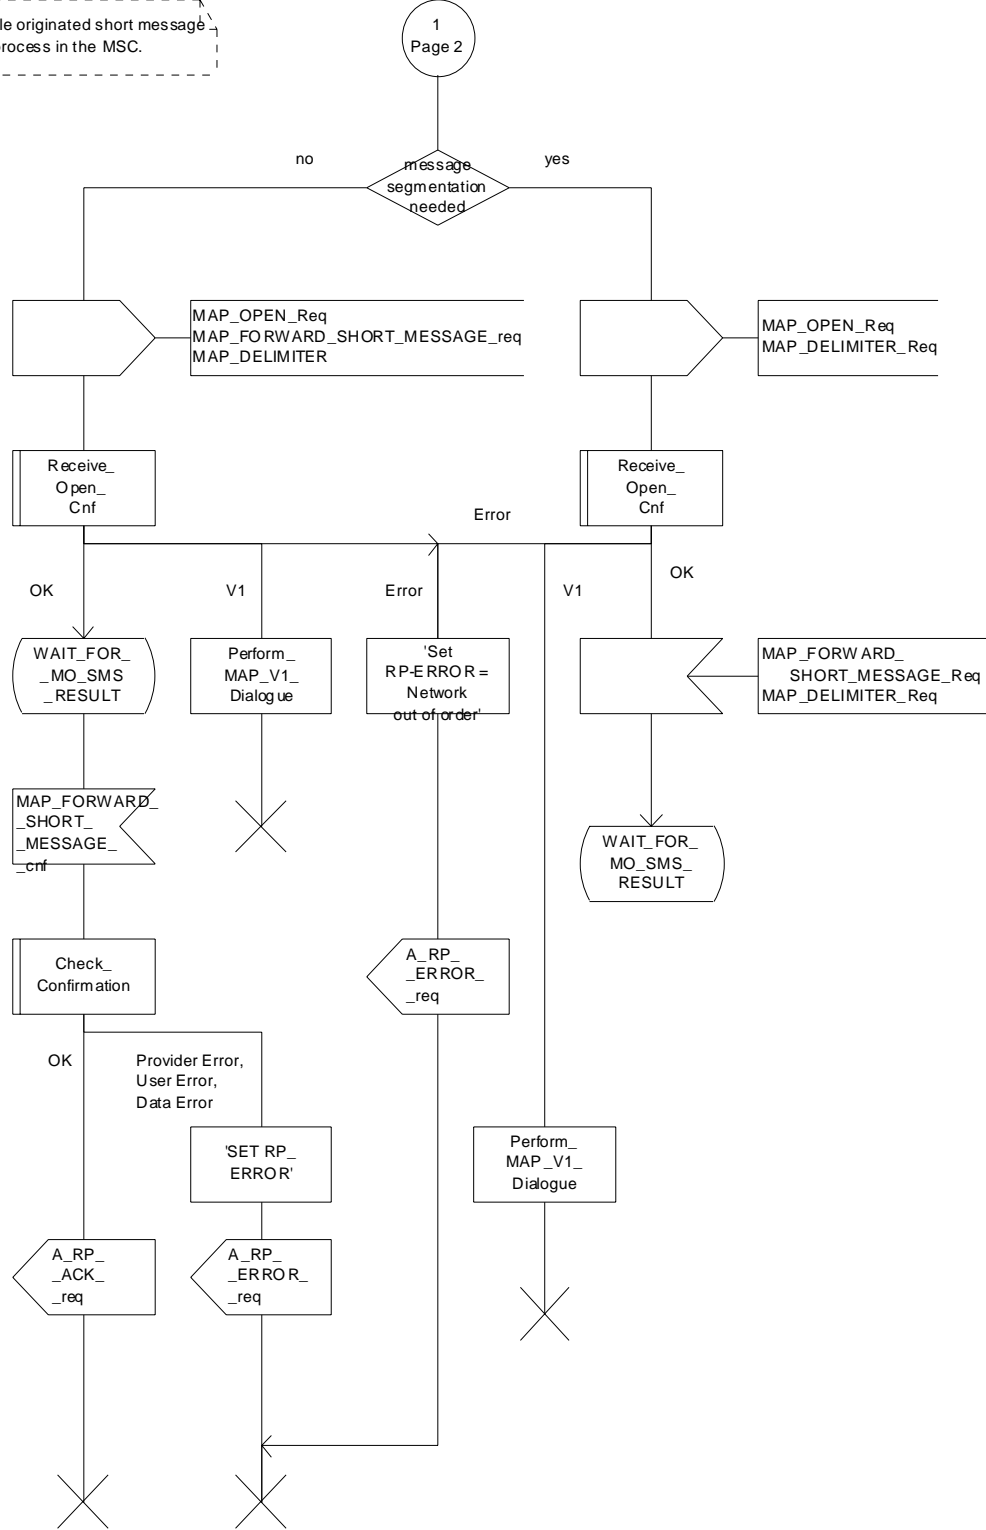 le originated short message
rocess in the MSC.
1
Page 2
no
yes
message
segmentation
needed
MAP_OPEN_Req
MAP_FORWARD_SHORT_MESSAGE_req
MAP_DELIMITER
MAP_OPEN_Req
MAP_DELIMITER_Req
Receive_
Open_
Cnf
Receive_
Open_
Cnf
Error
OK
V1
Error
V1
OK
WAIT_FOR_
_MO_SMS
_RESULT
Perform_
MAP_V1_
Dialogue
'Set
RP-ERROR =
Network
out of order'
MAP_FORWARD_
SHORT_MESSAGE_Req
MAP_DELIMITER_Req
MAP_FORWARD_
_SHORT_
_MESSAGE_
_cnf
WAIT_FOR_
MO_SMS_
RESULT
Check_
Confirmation
A_RP_
_ERROR_
_req
OK
Provider Error,
User Error,
Data Error
'SET RP_
ERROR'
Perform_
MAP_V1_
Dialogue
A_RP_
_ACK_
_req
A_RP_
_ERROR_
_req